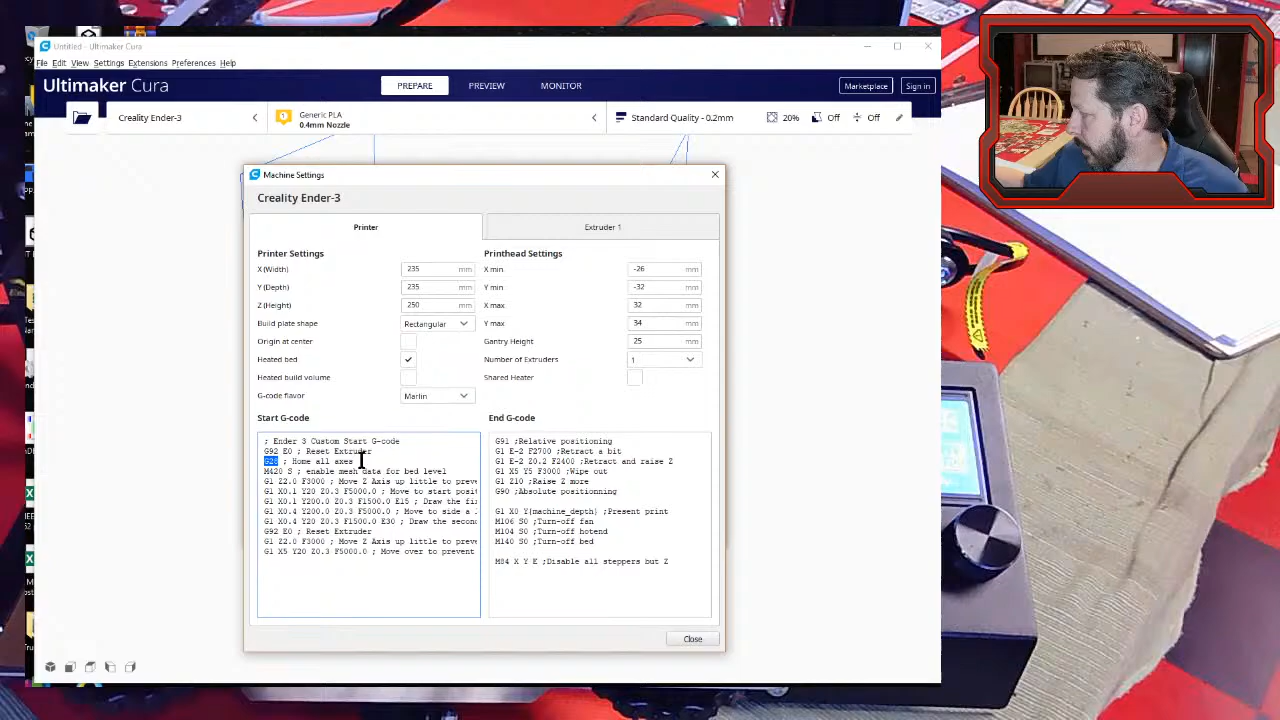 Untitled - Ultimaker Cura
File Edit View Settings Extensions Preferences Help
Ultimaker Cura
PREPARE
PREVIEW
MONITOR
Marketplace
Sign in
Creality Ender-3
1
Generic PLA
0.4mm Nozzle
Standard Quality - 0.2mm
20%
Off
Off
Machine Settings
Creality Ender-3
Printer
Extruder 1
Printer Settings
X (Width) 235 mm
Y (Depth) 235 mm
Z (Height) 250 mm
Build plate shape Rectangular
Origin at center
Heated bed
Heated build volume
G-code flavor Marlin
Printhead Settings
X min -26 mm
Y min -32 mm
X max 32 mm
Y max 34 mm
Gantry Height 25 mm
Number of Extruders 1
Shared Heater
Start G-code
; Ender 3 Custom Start G-code
G92 E0 ; Reset Extruder
G28 ; Home all axes
M420 S ; enable mesh data for bed level
G1 Z2.0 F3000 ; Move Z Axis up little to preve
G1 X0.1 Y20 Z0.3 F5000.0 ; Move to start posit
G1 X0.1 Y200.0 Z0.3 F1500.0 E15 ; Draw the fi
G1 X0.4 Y200.0 Z0.3 F5000.0 ; Move to side a
G1 X0.4 Y20 Z0.3 F1500.0 E30 ; Draw the secon
G92 E0 ; Reset Extruder
G1 Z2.0 F3000 ; Move Z Axis up little to preve
G1 X5 Y20 Z0.3 F5000.0 ; Move over to prevent
End G-code
G91 ;Relative positioning
G1 E-2 F2700 ;Retract a bit
G1 E-2 Z0.2 F2400 ;Retract and raise Z
G1 X5 Y5 F3000 ;Wipe out
G1 Z10 ;Raise Z more
G90 ;Absolute positionning
G1 X0 Y{machine_depth} ;Present print
M106 S0 ;Turn-off fan
M104 S0 ;Turn-off hotend
M140 S0 ;Turn-off bed
M84 X Y E ;Disable all steppers but Z
Close